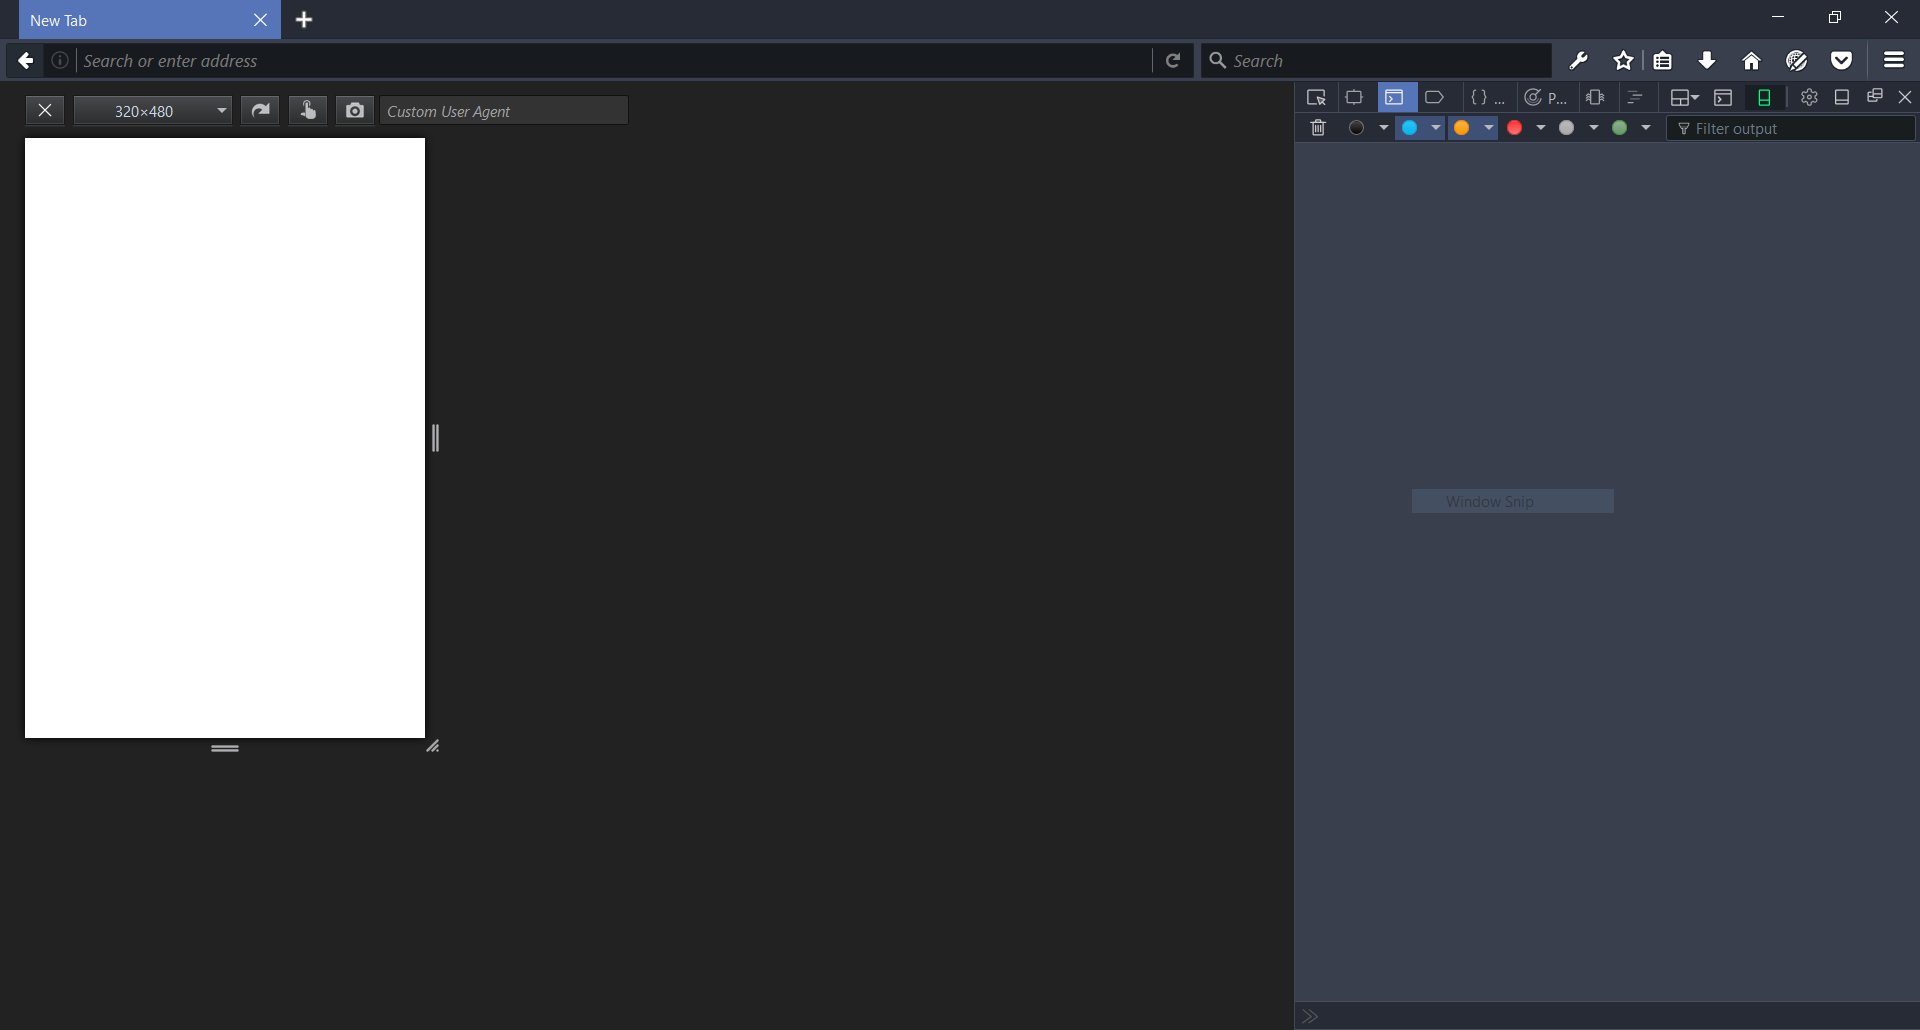 New Tab
Search or enter address
Search
320×480
Custom User Agent
{ } ...
P...
Filter output
Window Snip